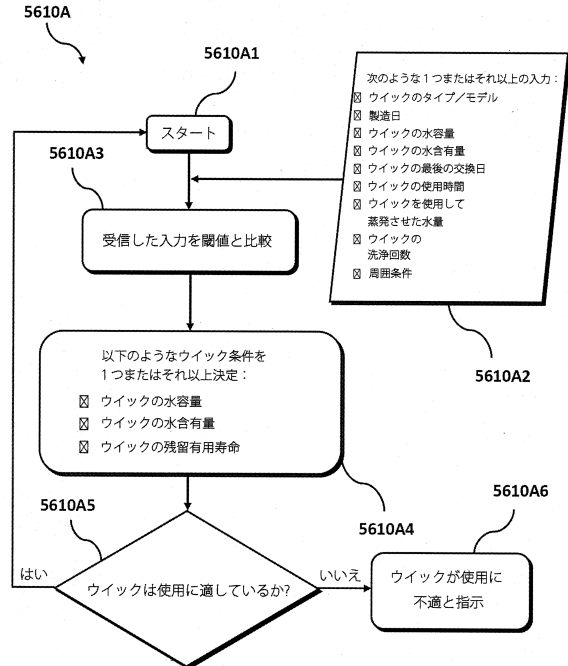 5610A
5610A1
スタート
5610A3
次のような1つまたはそれ以上の入力：
ウイックのタイプ／モデル
製造日
ウイックの水容量
ウイックの水含有量
ウイックの最後の交換日
ウイックの使用時間
ウイックを使用して
蒸発させた水量
ウイックの
洗浄回数
周囲条件
5610A2
受信した入力を閾値と比較
以下のようなウイック条件を
1つまたはそれ以上決定：
ウイックの水容量
ウイックの水含有量
ウイックの残留有用寿命
5610A4
5610A5
はい
ウイックは使用に適しているか?
いいえ
5610A6
ウイックが使用に
不適と指示